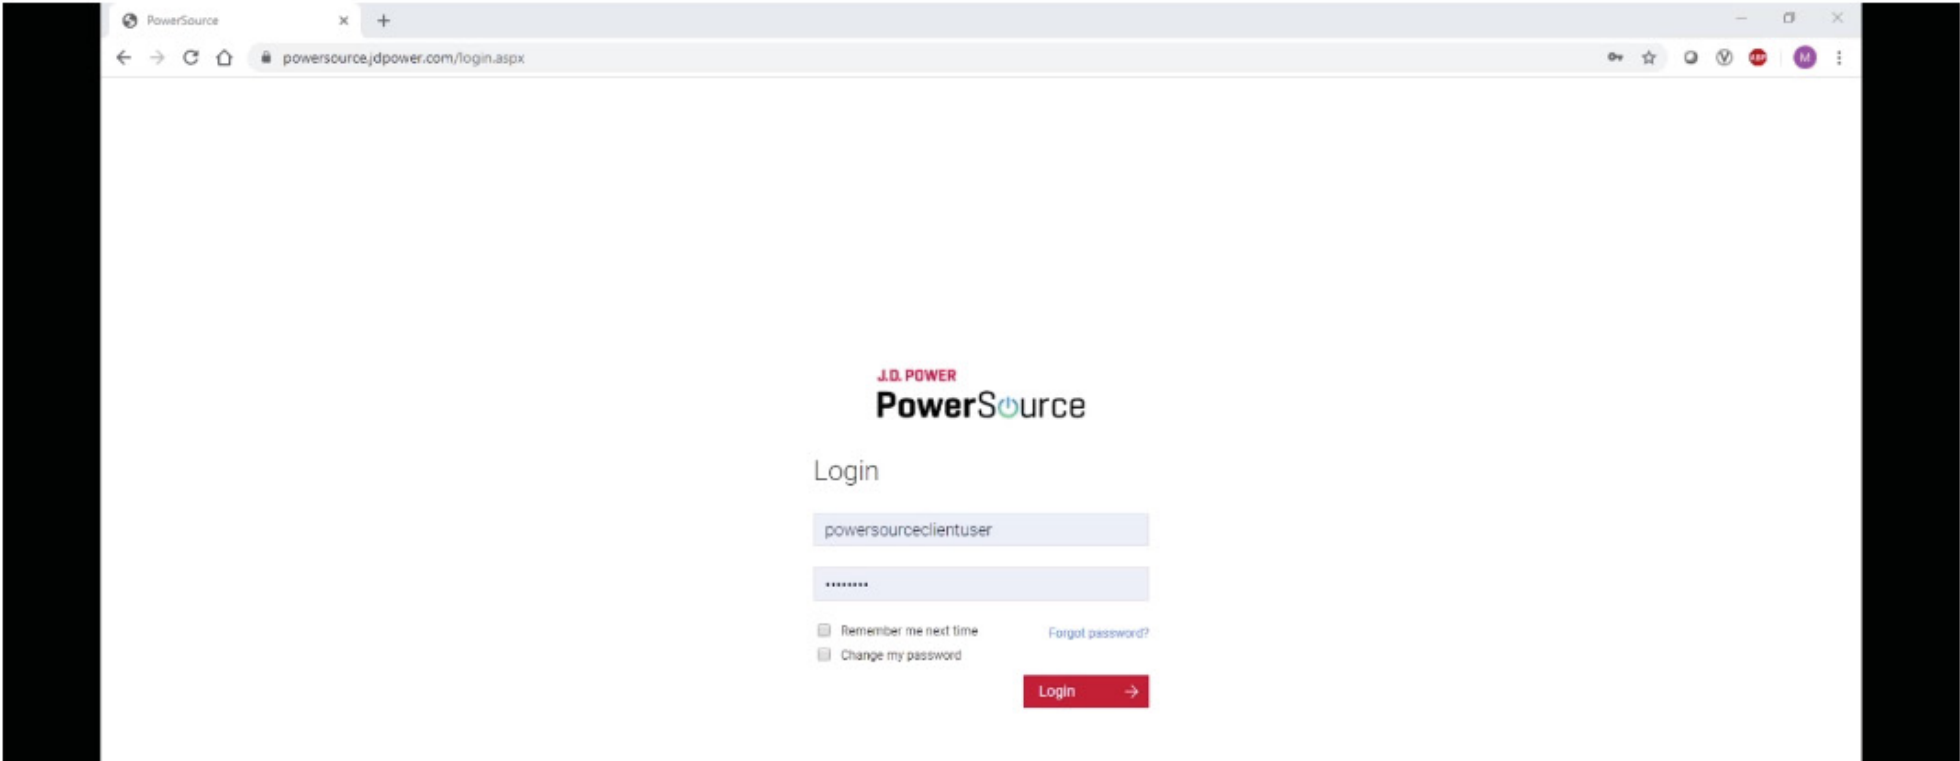 PowerSource
powersource.jdpower.com/login.aspx
ABP
M
J.D. POWER
PowerSource
Login
powersourceclientuser
••••••••
Remember me next time
Forgot password?
Change my password
Login →